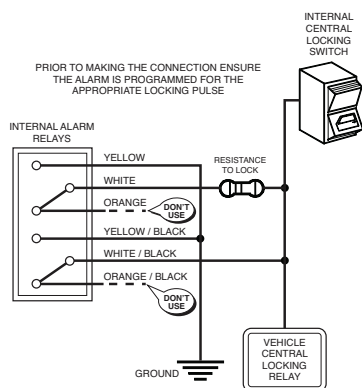 INTERNAL
CENTRAL
LOCKING
SWITCH
PRIOR TO MAKING THE CONNECTION ENSURE
THE ALARM IS PROGRAMMED FOR THE
APPROPRIATE LOCKING PULSE
INTERNAL ALARM
RELAYS
YELLOW
WHITE
RESISTANCE
TO LOCK
ORANGE
DON'T
USE
YELLOW / BLACK
WHITE / BLACK
ORANGE / BLACK
DON'T
USE
GROUND
VEHICLE
CENTRAL
LOCKING
RELAY